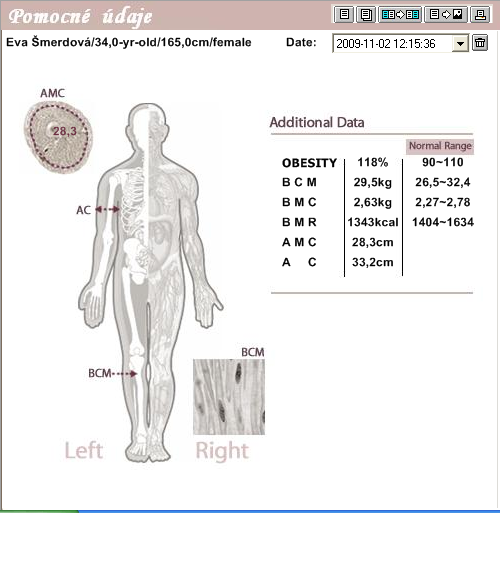 Pomocné údaje
Eva Šmerdová/34,0-yr-old/165,0cm/female Date: 2009-11-02 12:15:36
AMC
28,3
AC
BCM
BCM
Left Right
Additional Data
Normal Range
OBESITY 118% 90~110
B C M 29,5kg 26,5~32,4
B M C 2,63kg 2,27~2,78
B M R 1343kcal 1404~1634
A M C 28,3cm
A C 33,2cm